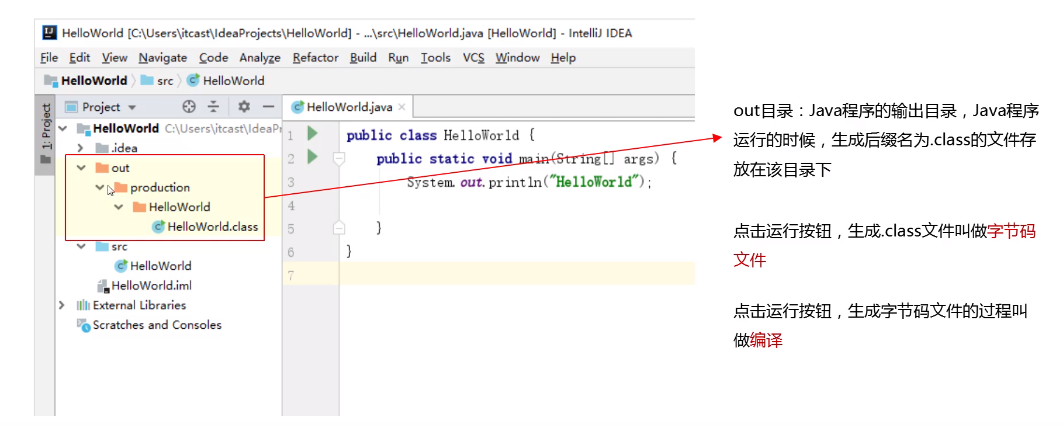 HelloWorld [C:\Users\itcast\IdeaProjects\HelloWorld] - ...\src\HelloWorld.java [HelloWorld] - IntelliJ IDEA
File Edit View Navigate Code Analyze Refactor Build Run Tools VCS Window Help
HelloWorld src HelloWorld
1: Project
Project
HelloWorld C:\Users\itcast\IdeaPr
.idea
out
production
HelloWorld
HelloWorld.class
src
HelloWorld
HelloWorld.iml
External Libraries
Scratches and Consoles
HelloWorld.java
1 public class HelloWorld {
2 public static void main(String[] args) {
3 System.out.println("HelloWorld");
4
5 }
6 }
7
out目录：Java程序的输出目录，Java程序
运行的时候，生成后缀名为.class的文件存
放在该目录下
点击运行按钮，生成.class文件叫做字节码
文件
点击运行按钮，生成字节码文件的过程叫
做编译